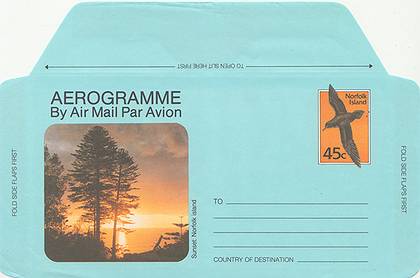 TO OPEN SLIT HERE FIRST
AEROGRAMME
By Air Mail Par Avion
Norfolk
Island
45c
FOLD SIDE FLAPS FIRST
Sunset Norfolk island
TO
COUNTRY OF DESTINATION
FOLD SIDE FLAPS FIRST